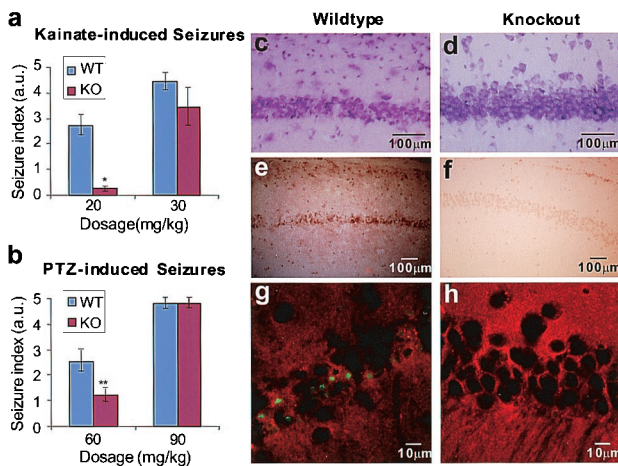 a
Kainate-induced Seizures
Seizure index (a.u.)
5
4
3
2
1
0
WT
KO
*
20
30
Dosage(mg/kg)
b
PTZ-induced Seizures
Seizure index (a.u.)
5
4
3
2
1
0
WT
KO
**
60
90
Dosage (mg/kg)
Wildtype
Knockout
c
100μm
d
100μm
e
100μm
f
100μm
g
10μm
h
10μm